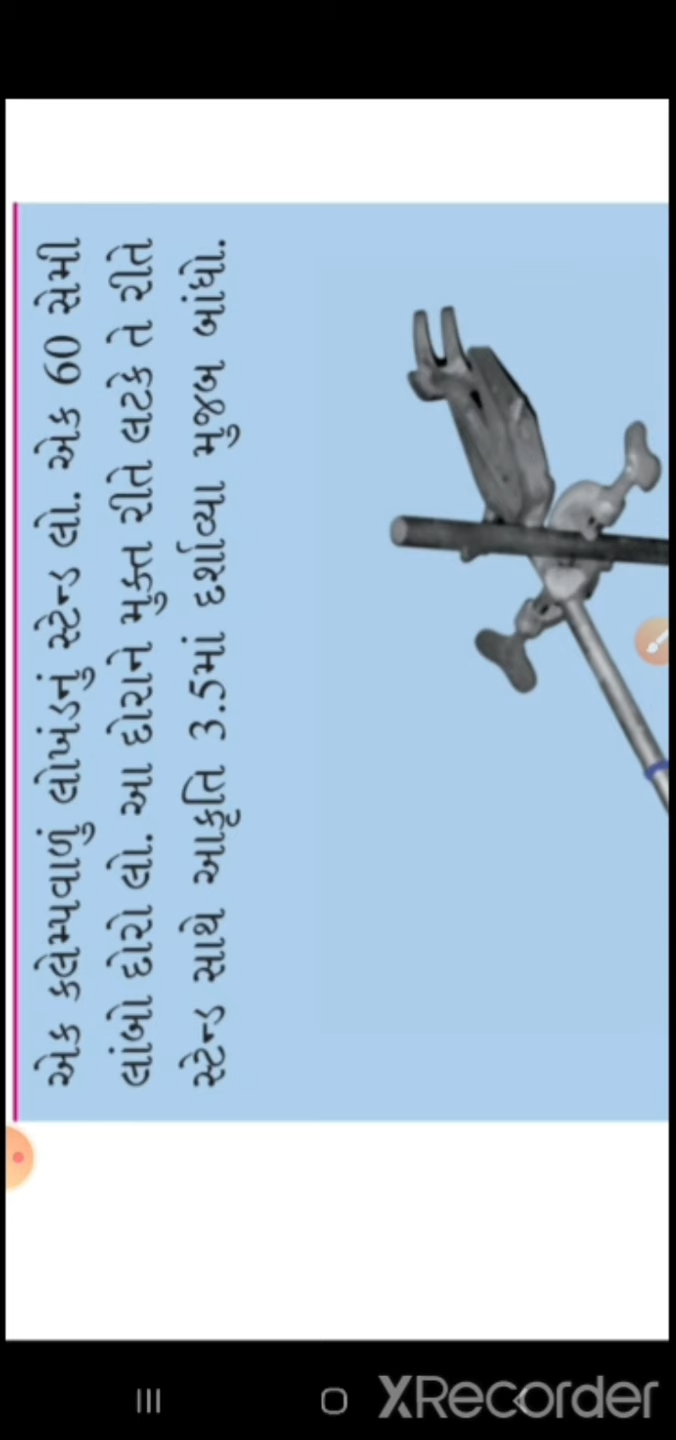 એક ક્લેમ્પવાળું લોખંડનું સ્ટેન્ડ લો. એક 60 સેમી
લાંબો દોરો લો. આ દોરાને મુક્ત રીતે લટકે તે રીતે
સ્ટેન્ડ સાથે આકૃતિ 3.5માં દર્શાવ્યા મુજબ બાંધો.
XRecorder